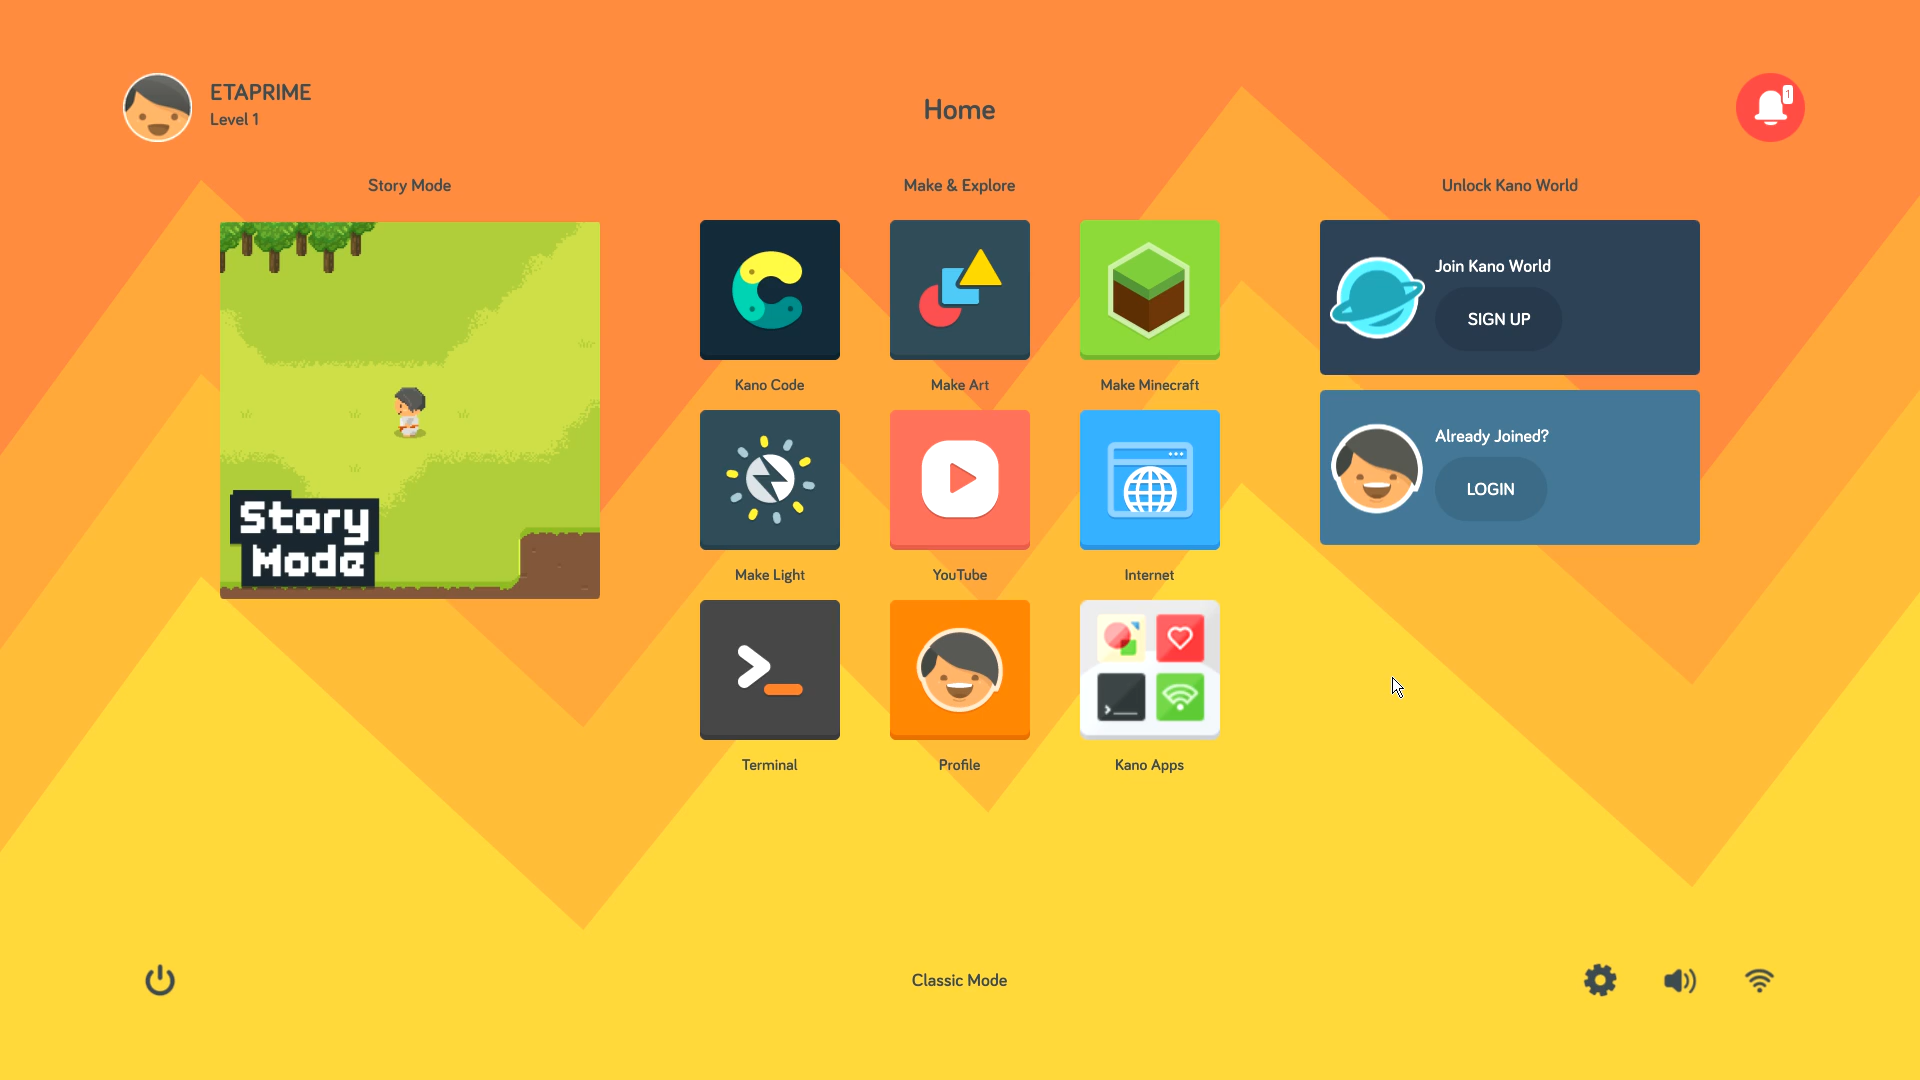 ETAPRIME
Level 1
Home
1
Story Mode
Make & Explore
Unlock Kano World
Story
Mode
Kano Code
Make Art
Make Minecraft
Join Kano World
SIGN UP
Already Joined?
LOGIN
Make Light
YouTube
Internet
Terminal
Profile
Kano Apps
Classic Mode